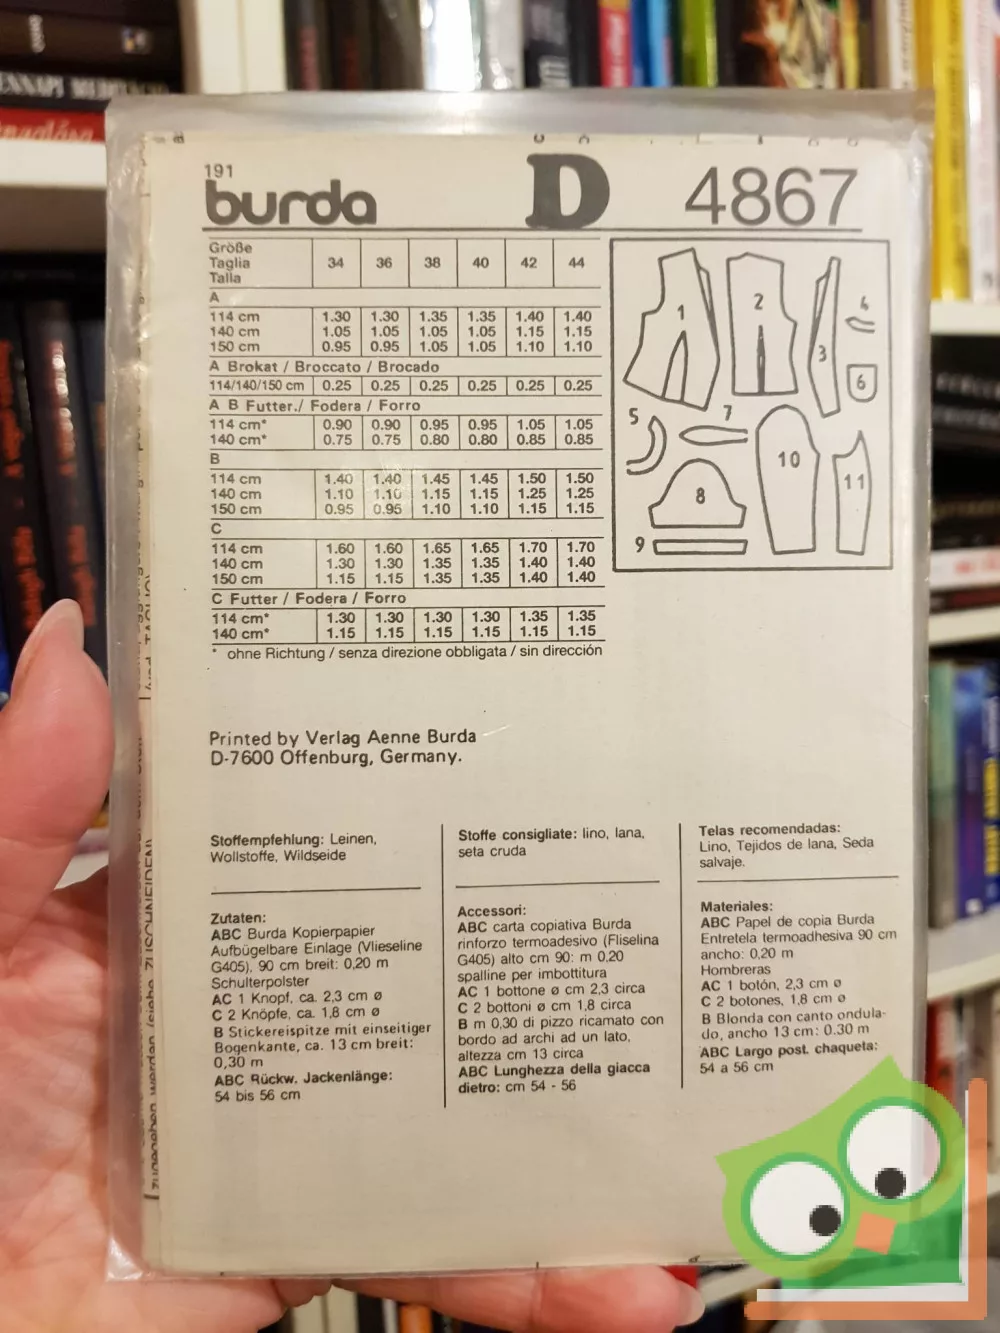 191
burda D 4867
Größe
Taglia 34 36 38 40 42 44
Talla
A
114 cm 1.30 1.30 1.35 1.35 1.40 1.40
140 cm 1.05 1.05 1.05 1.05 1.15 1.15
150 cm 0.95 0.95 1.05 1.05 1.10 1.10
A Brokat / Broccato / Brocado
114/140/150 cm 0.25 0.25 0.25 0.25 0.25 0.25
A B Futter./ Fodera / Forro
114 cm* 0.90 0.90 0.95 0.95 1.05 1.05
140 cm* 0.75 0.75 0.80 0.80 0.85 0.85
B
114 cm 1.40 1.40 1.45 1.45 1.50 1.50
140 cm 1.10 1.10 1.15 1.15 1.25 1.25
150 cm 0.95 0.95 1.10 1.10 1.15 1.15
C
114 cm 1.60 1.60 1.65 1.65 1.70 1.70
140 cm 1.30 1.30 1.35 1.35 1.40 1.40
150 cm 1.15 1.15 1.35 1.35 1.40 1.40
C Futter / Fodera / Forro
114 cm* 1.30 1.30 1.30 1.30 1.35 1.35
140 cm* 1.15 1.15 1.15 1.15 1.15 1.15
* ohne Richtung / senza direzione obbligata / sin dirección
1 2 3 4
6
5 7
8 10 11
9
Printed by Verlag Aenne Burda
D-7600 Offenburg, Germany.
Stoffempfehlung: Leinen,
Wollstoffe, Wildseide
Zutaten:
ABC Burda Kopierpapier
Aufbügelbare Einlage (Vlieseline
G405), 90 cm breit: 0,20 m
Schulterpolster
AC 1 Knopf, ca. 2,3 cm ø
C 2 Knöpfe, ca. 1,8 cm ø
B Stickereispitze mit einseitiger
Bogenkante, ca. 13 cm breit:
0,30 m
ABC Rückw. Jackenlänge:
54 bis 56 cm
Stoffe consigliate: lino, lana,
seta cruda
Accessori:
ABC carta copiativa Burda
rinforzo termoadesivo (Fliselina
G405) alto cm 90: m 0,20
spalline per imbottitura
AC 1 bottone ø cm 2,3 circa
C 2 bottoni ø cm 1,8 circa
B m 0,30 di pizzo ricamato con
bordo ad archi ad un lato,
altezza cm 13 circa
ABC Lunghezza della giacca
dietro: cm 54 - 56
Telas recomendadas:
Lino, Tejidos de lana, Seda
salvaje.
Materiales:
ABC Papel de copia Burda
Entretela termoadhesiva 90 cm
ancho: 0,20 m
Hombreras
AC 1 botón, 2,3 cm ø
C 2 botones, 1,8 cm ø
B Blonda con canto ondula-
do, ancho 13 cm: 0.30 m
ABC Largo post. chaqueta:
54 a 56 cm
zugegeben werden (siehe ZUSCHNEIDEN)